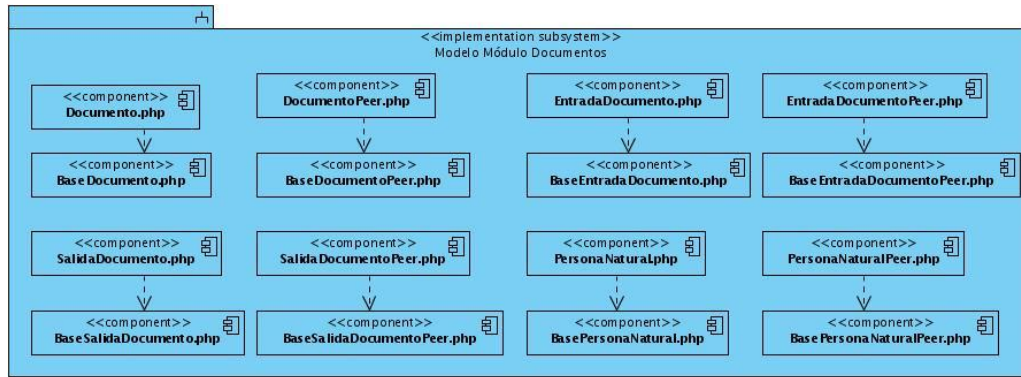 <<implementation subsystem>>
Modelo Módulo Documentos
<<component>>
Documento.php
<<component>>
DocumentoPeer.php
<<component>>
EntradaDocumento.php
<<component>>
EntradaDocumentoPeer.php
<<component>>
BaseDocumento.php
<<component>>
BaseDocumentoPeer.php
<<component>>
BaseEntradaDocumento.php
<<component>>
BaseEntradaDocumentoPeer.php
<<component>>
SalidaDocumento.php
<<component>>
SalidaDocumentoPeer.php
<<component>>
PersonaNatural.php
<<component>>
PersonaNaturalPeer.php
<<component>>
BaseSalidaDocumento.php
<<component>>
BaseSalidaDocumentoPeer.php
<<component>>
BasePersonaNatural.php
<<component>>
BasePersonaNaturalPeer.php